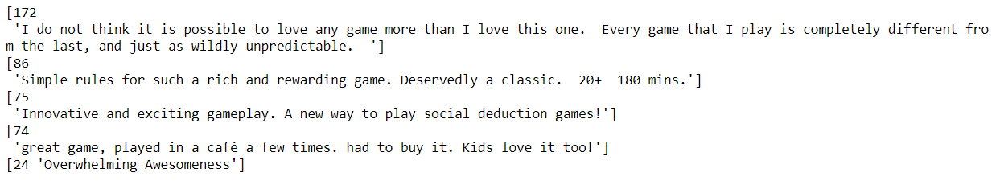 [172
 'I do not think it is possible to love any game more than I love this one.  Every game that I play is completely different fro
m the last, and just as wildly unpredictable.  ']
[86
 'Simple rules for such a rich and rewarding game. Deservedly a classic.  20+  180 mins.']
[75
 'Innovative and exciting gameplay. A new way to play social deduction games!']
[74
 'great game, played in a café a few times. had to buy it. Kids love it too!']
[24 'Overwhelming Awesomeness']